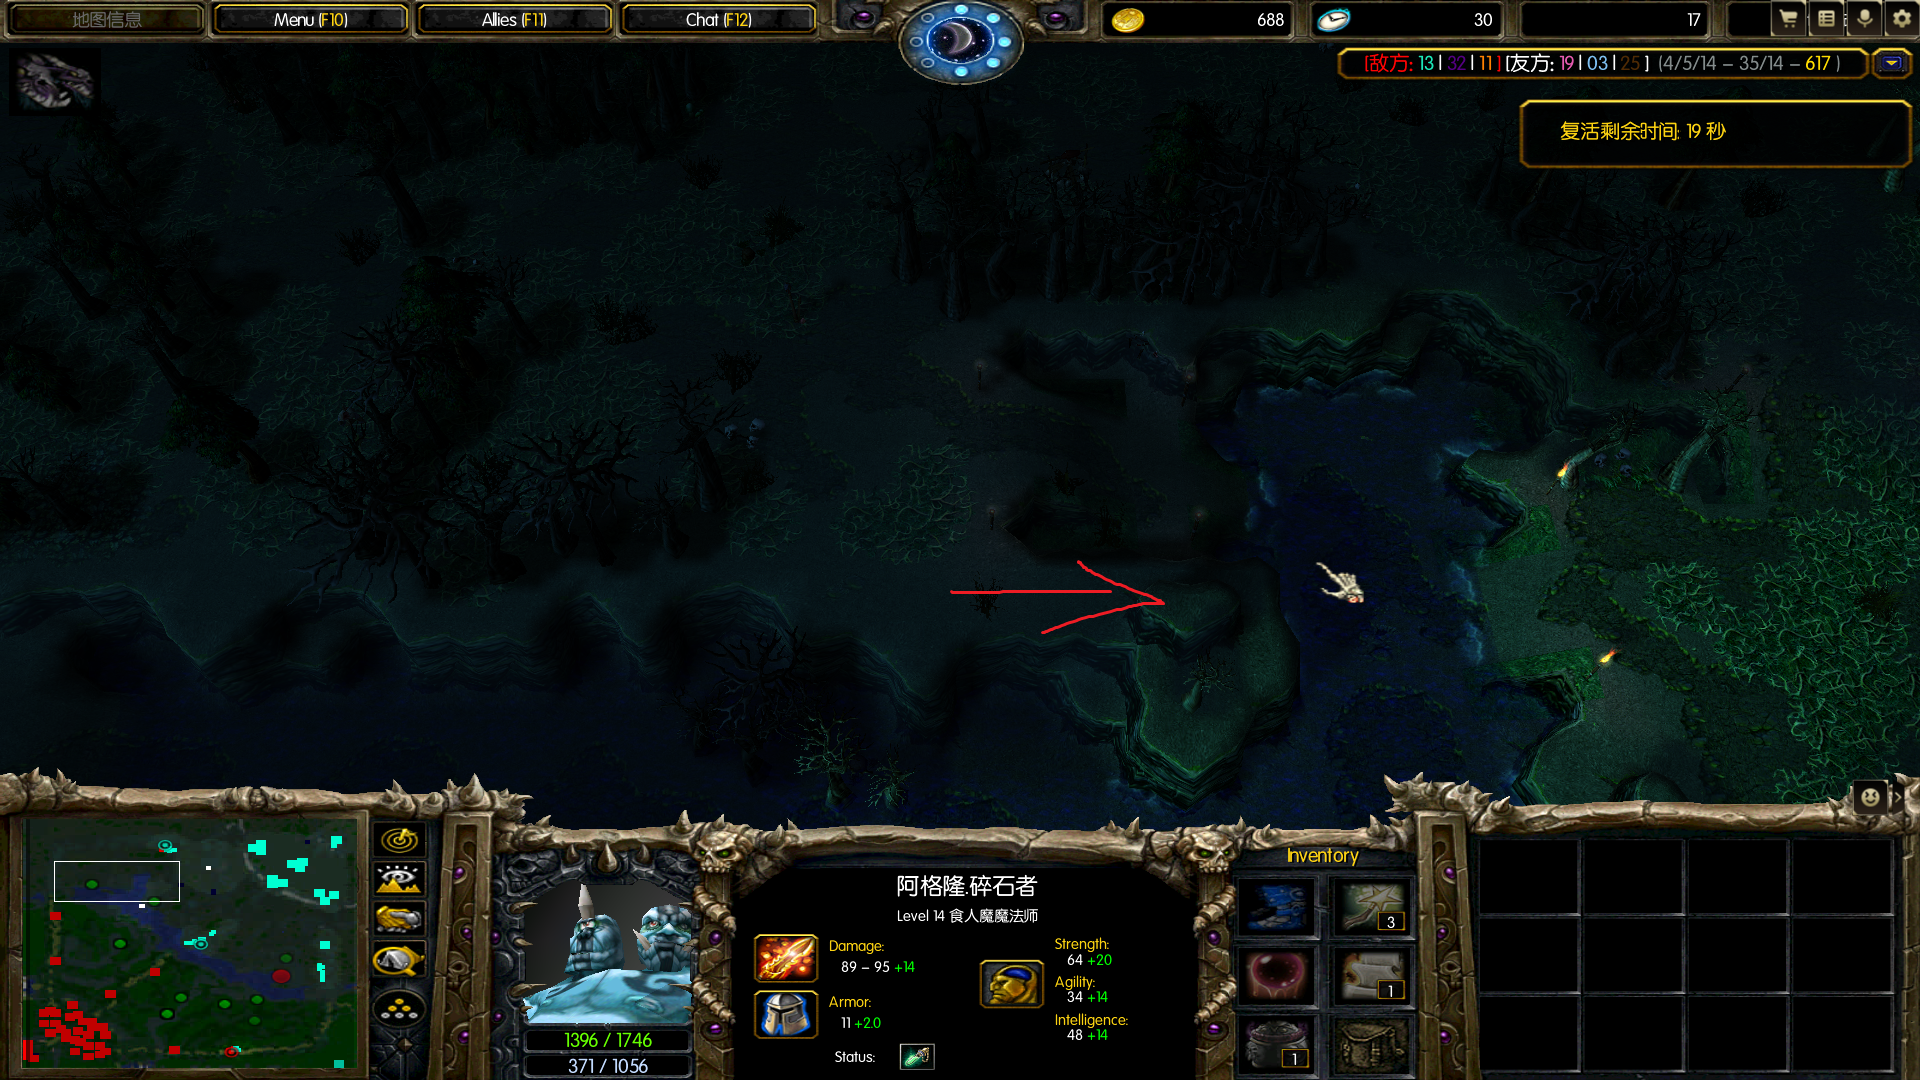 地图信息
Menu (F10)
Allies (F11)
Chat (F12)
688
30
17
[敌方: 13 | 32 | 11 ] [友方: 19 | 03 | 25 ] (4/5/14 – 35/14 – 617 )
复活剩余时间: 19 秒
阿格隆.碎石者
Level 14 食人魔魔法师
Damage:
89 – 95 +14
Armor:
11 +2.0
Status:
Strength:
64 +20
Agility:
34 +14
Intelligence:
48 +14
1396 / 1746
371 / 1056
Inventory
3
1
1